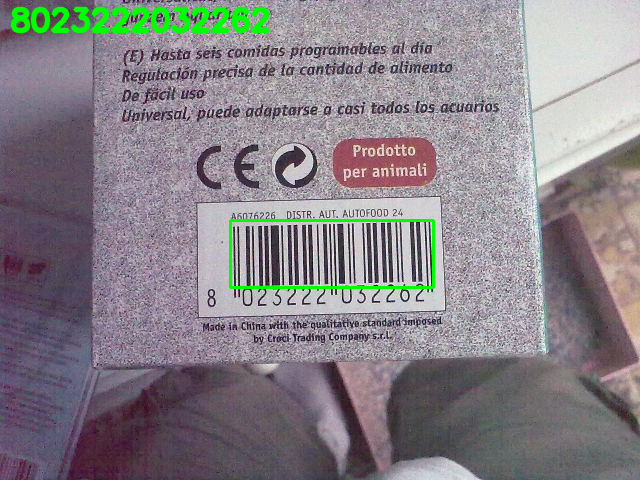 8023222032262
(E) Hasta seis comidas programables al día
Regulación precisa de la cantidad de alimento
De fácil uso
Universal, puede adaptarse a casi todos los acuarios
CE
Prodotto
per animali
A6076226 DISTR. AUT. AUTOFOOD 24
8 023222 032262
Made in China with the qualitative standard imposed
by Croci Trading Company s.r.l.